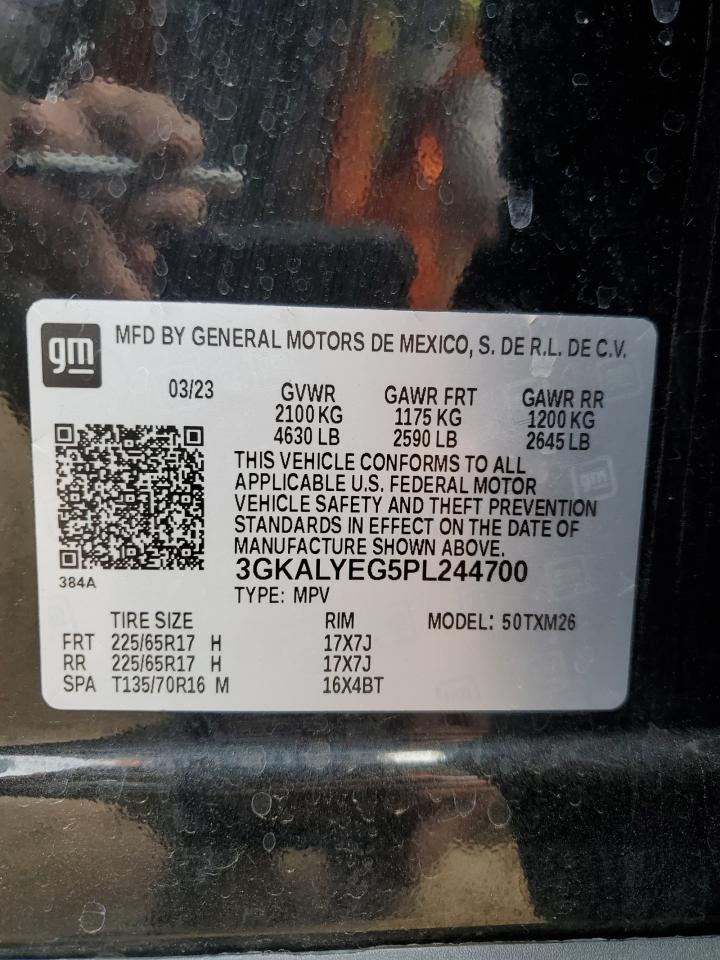 gm
MFD BY GENERAL MOTORS DE MEXICO, S. DE R.L. DE C.V.
03/23 GVWR GAWR FRT GAWR RR
2100 KG 1175 KG 1200 KG
4630 LB 2590 LB 2645 LB
THIS VEHICLE CONFORMS TO ALL
APPLICABLE U.S. FEDERAL MOTOR
VEHICLE SAFETY AND THEFT PREVENTION
STANDARDS IN EFFECT ON THE DATE OF
MANUFACTURE SHOWN ABOVE.
384A
3GKALYEG5PL244700
TYPE: MPV
TIRE SIZE RIM MODEL: 50TXM26
FRT 225/65R17 H 17X7J
RR 225/65R17 H 17X7J
SPA T135/70R16 M 16X4BT